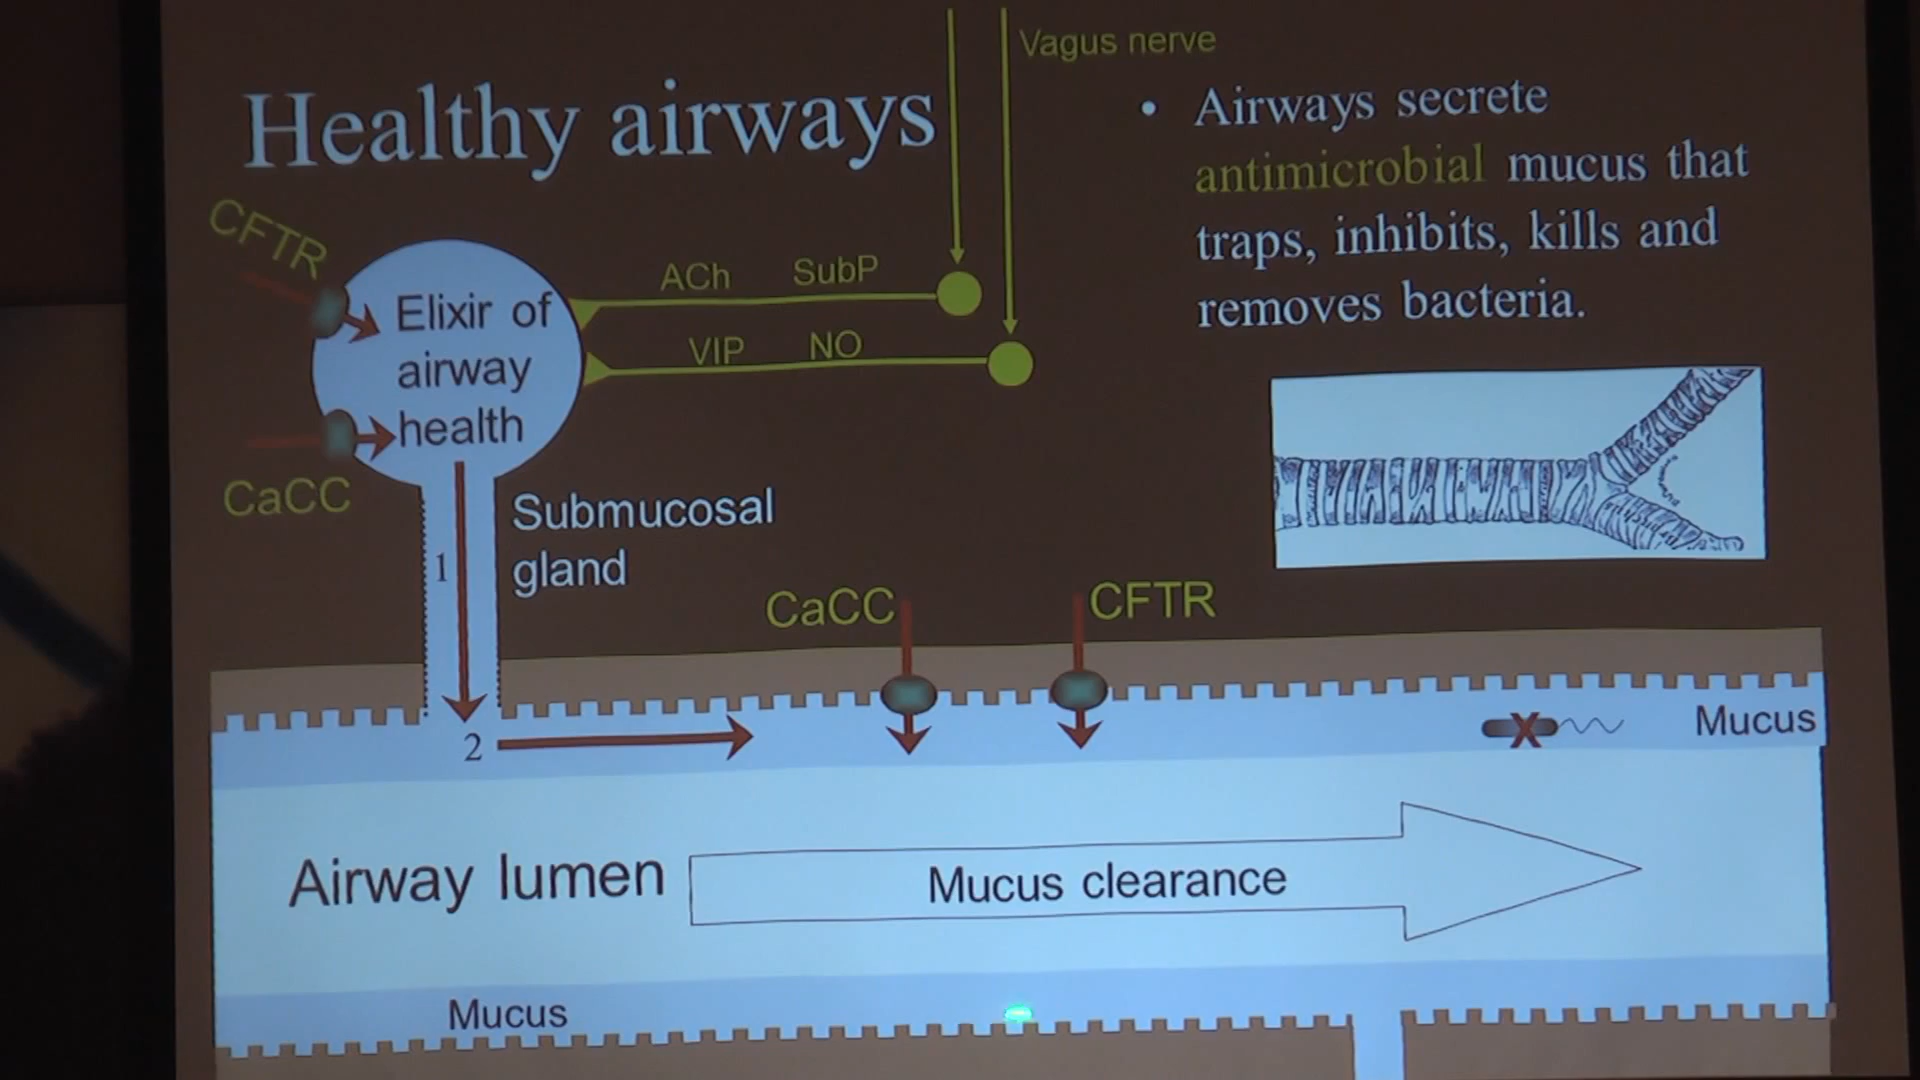 Vagus nerve
Healthy airways
• Airways secrete
antimicrobial mucus that
traps, inhibits, kills and
removes bacteria.
CFTR
ACh SubP
Elixir of
airway
health
VIP NO
CaCC
Submucosal
gland
1
CaCC
CFTR
2
X
Mucus
Airway lumen
Mucus clearance
Mucus